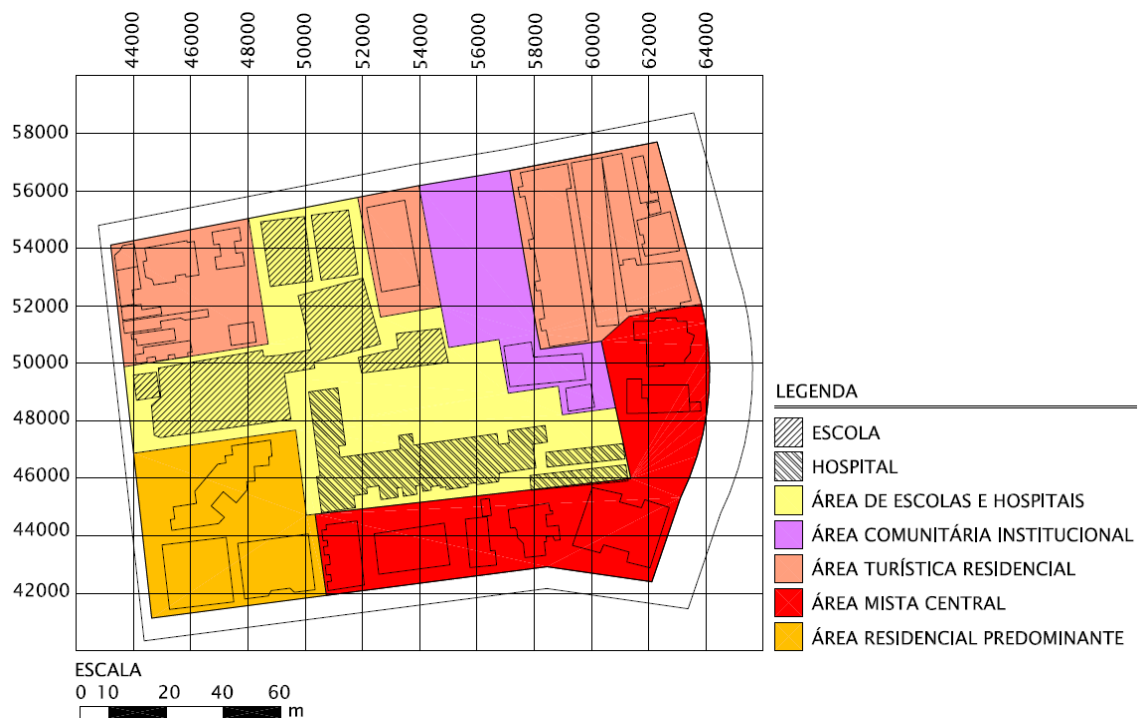 44000
46000
48000
50000
52000
54000
56000
58000
60000
62000
64000
58000
56000
54000
52000
50000
48000
46000
44000
42000
LEGENDA
ESCOLA
HOSPITAL
ÁREA DE ESCOLAS E HOSPITAIS
ÁREA COMUNITÁRIA INSTITUCIONAL
ÁREA TURÍSTICA RESIDENCIAL
ÁREA MISTA CENTRAL
ÁREA RESIDENCIAL PREDOMINANTE
ESCALA
0 10 20 40 60
m